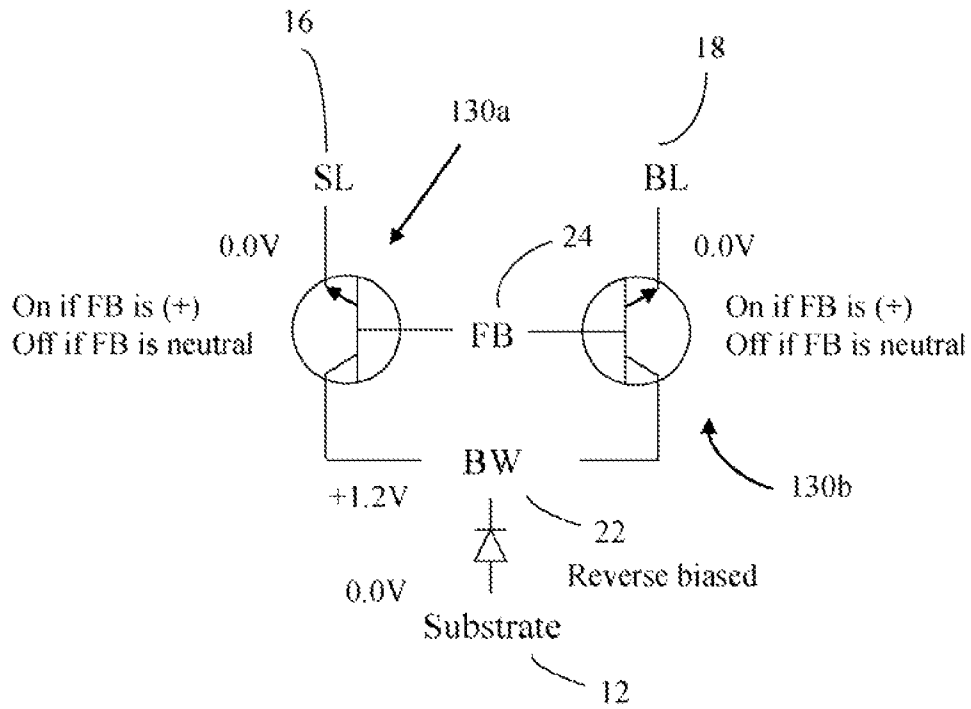 16
18
130a
SL
BL
0.0V
24
0.0V
On if FB is (+)
Off if FB is neutral
FB
On if FB is (+)
Off if FB is neutral
BW
+1.2V
130b
22
Reverse biased
0.0V
Substrate
12